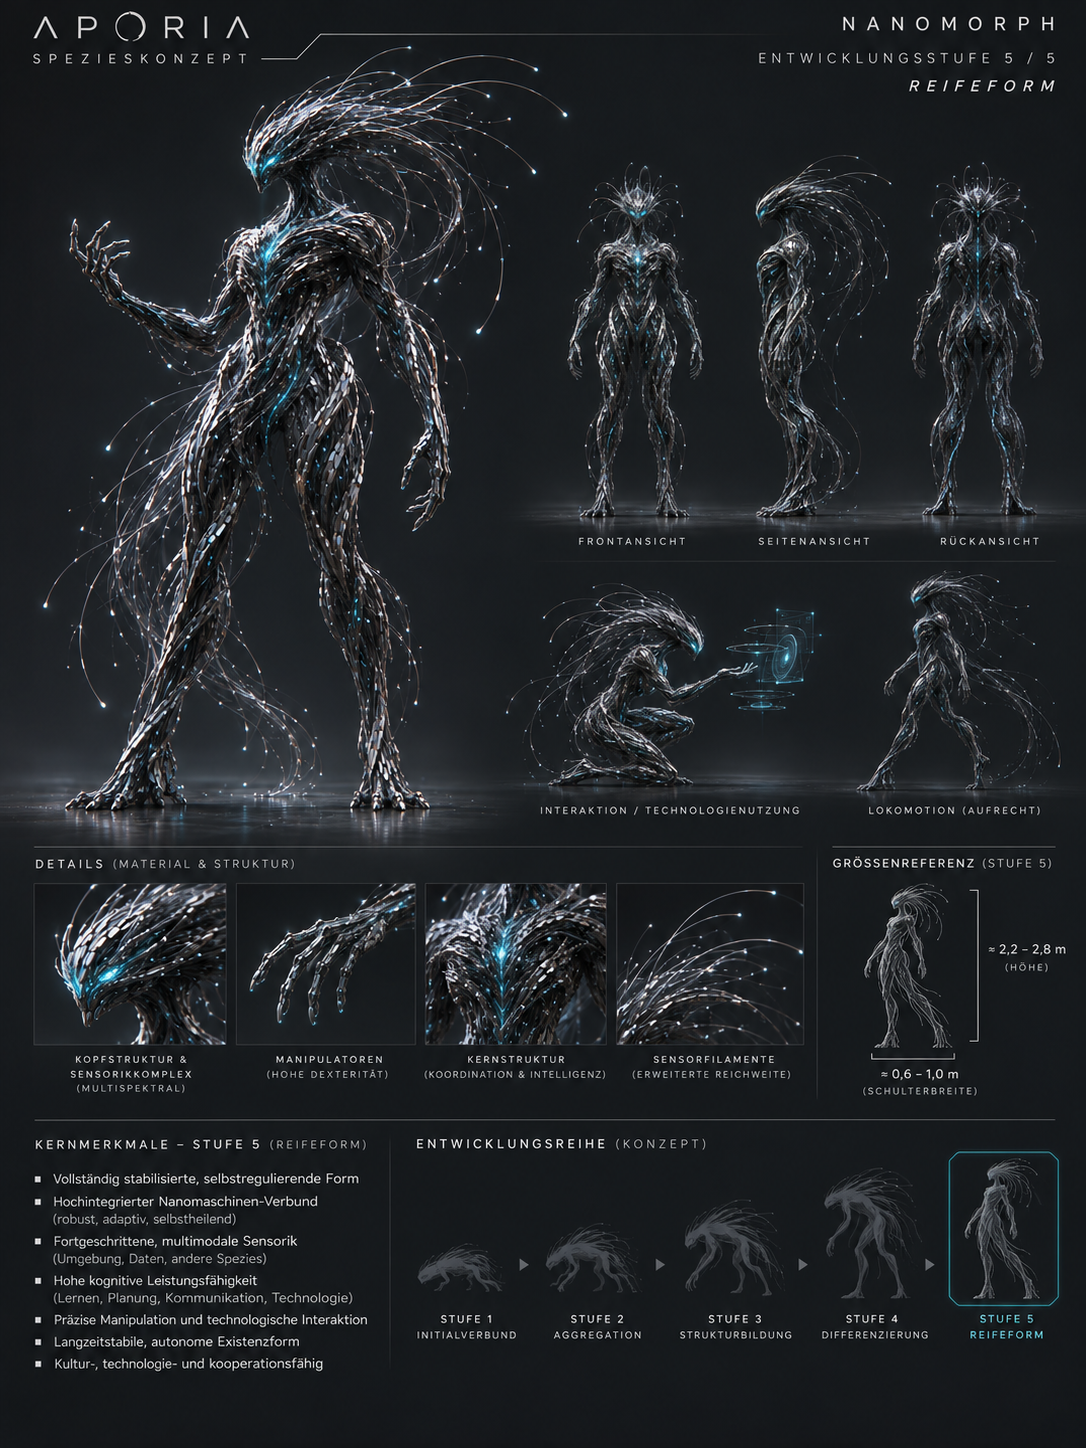 APORIA
SPEZIESKONZEPT
NANOMORPH
ENTWICKLUNGSSTUFE 5 / 5
REIFEFORM
FRONTANSICHT
SEITENANSICHT
RÜCKANSICHT
INTERAKTION / TECHNOLOGIENUTZUNG
LOKOMOTION (AUFRECHT)
DETAILS (MATERIAL & STRUKTUR)
KOPFSTRUKTUR &
SENSORIKKOMPLEX
(MULTISPEKTRAL)
MANIPULATOREN
(HOHE DEXTERITÄT)
KERNSTRUKTUR
(KOORDINATION & INTELLIGENZ)
SENSORFILAMENTE
(ERWEITERTE REICHWEITE)
GRÖSSENREFERENZ (STUFE 5)
≈ 2,2 – 2,8 m
(HÖHE)
≈ 0,6 – 1,0 m
(SCHULTERBREITE)
KERNMERKMALE – STUFE 5 (REIFEFORM)
Vollständig stabilisierte, selbstregulierende Form
Hochintegrierter Nanomaschinen-Verbund
(robust, adaptiv, selbstheilend)
Fortgeschrittene, multimodale Sensorik
(Umgebung, Daten, andere Spezies)
Hohe kognitive Leistungsfähigkeit
(Lernen, Planung, Kommunikation, Technologie)
Präzise Manipulation und technologische Interaktion
Langzeitstabile, autonome Existenzform
Kultur-, technologie- und kooperationsfähig
ENTWICKLUNGSREIHE (KONZEPT)
STUFE 1
INITIALVERBUND
STUFE 2
AGGREGATION
STUFE 3
STRUKTURBILDUNG
STUFE 4
DIFFERENZIERUNG
STUFE 5
REIFEFORM